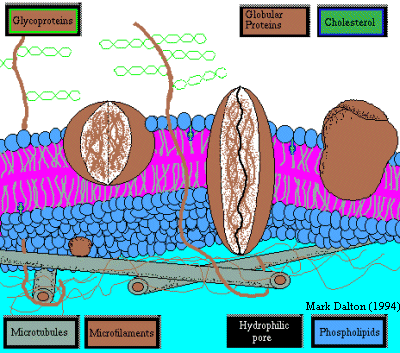 Glycoproteins
Globular
Proteins
Cholesterol
Mark Dalton (1994)
Microtubules
Microfilaments
Hydrophilic
pore
Phospholipids